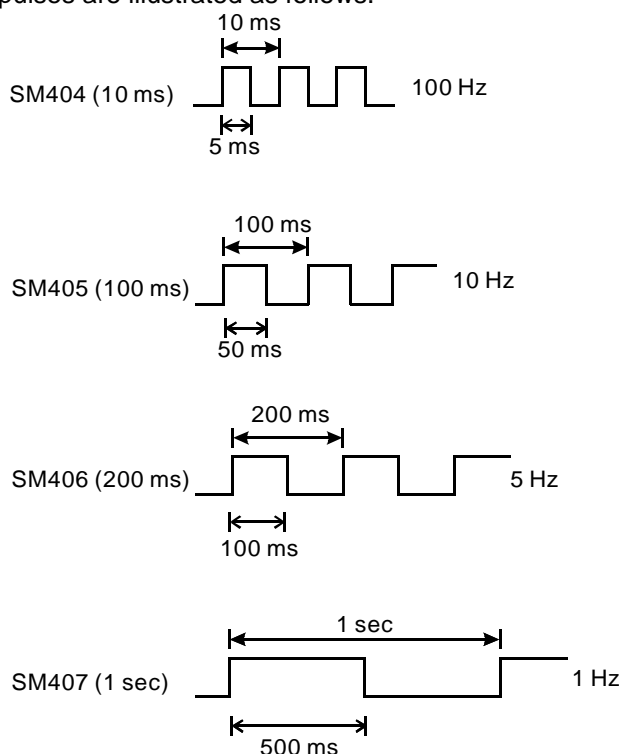 pulses are illustrated as follows:
10 ms
SM404 (10 ms)
100 Hz
5 ms
100 ms
SM405 (100 ms)
10 Hz
50 ms
200 ms
SM406 (200 ms)
5 Hz
100 ms
1 sec
SM407 (1 sec)
1 Hz
500 ms